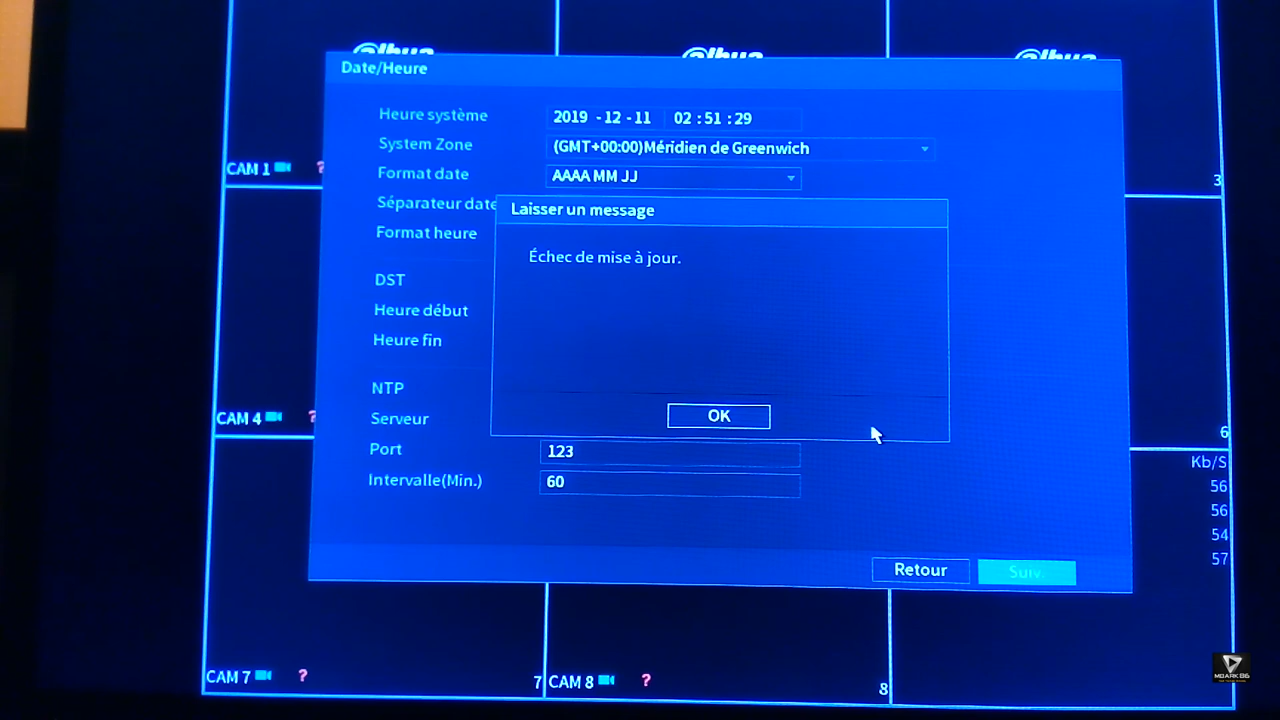 alhua alhua alhua
Date/Heure
Heure système 2019 - 12 - 11 02 : 51 : 29
System Zone (GMT+00:00)Méridien de Greenwich
CAM 1 ? Format date AAAA MM JJ 3
Séparateur date
Laisser un message
Format heure
Échec de mise à jour.
DST
Heure début
Heure fin
NTP
OK
CAM 4 ? Serveur 6
Port 123
Kb/S
Intervalle(Min.) 60
56
56
54
57
Retour Suiv.
CAM 7 ? 7 CAM 8 ? 8
MBARK 86